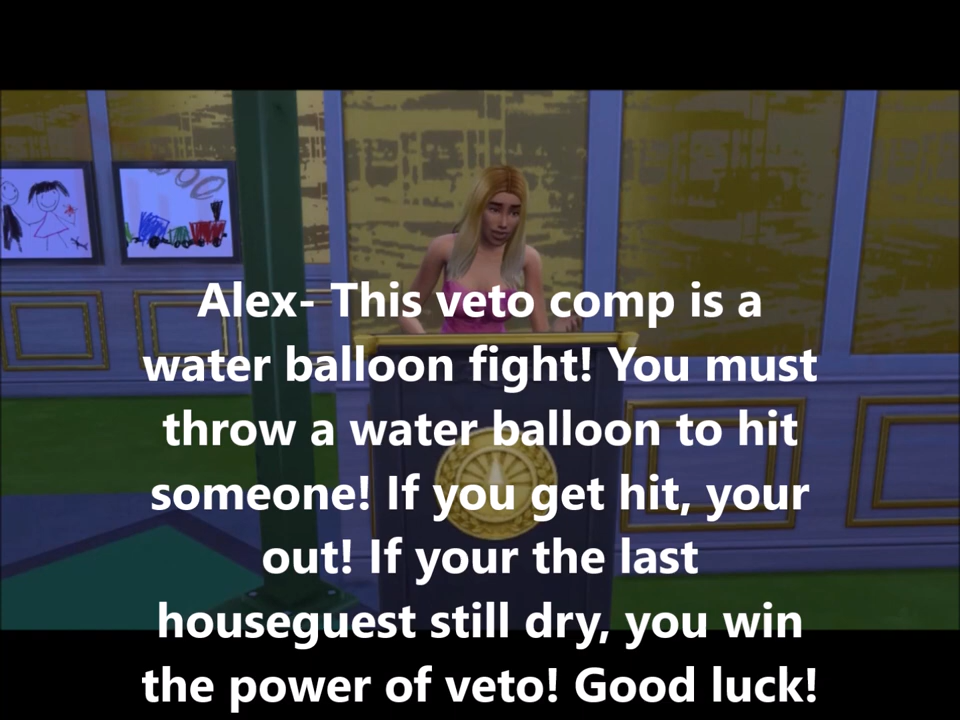 Alex- This veto comp is a
water balloon fight! You must
throw a water balloon to hit
someone! If you get hit, your
out! If your the last
houseguest still dry, you win
the power of veto! Good luck!